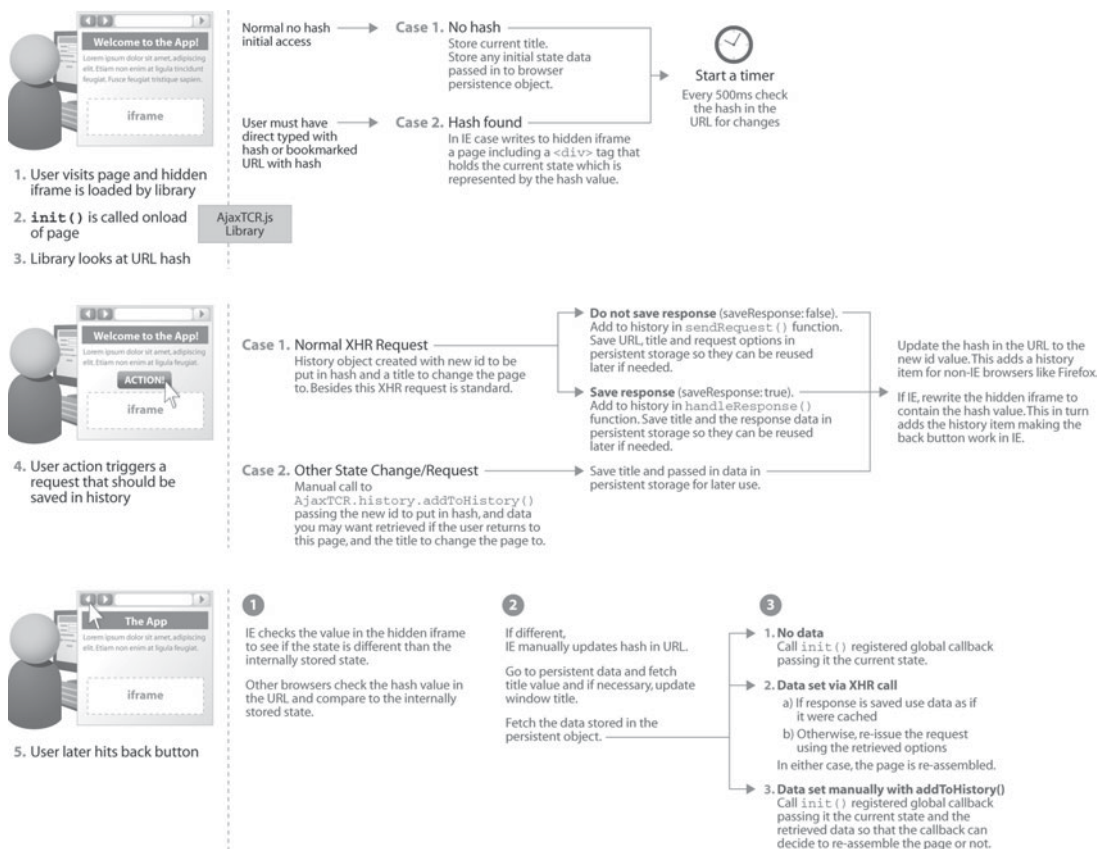 Welcome to the App!
Lorem ipsum dolor sit amet, adipiscing
elit. Etiam non enim at ligula tincidunt
feugiat. Fusce feugiat tristique sapien.
iframe
1. User visits page and hidden
iframe is loaded by library
2. init() is called onload
of page
3. Library looks at URL hash
AjaxTCR.js
Library
Normal no hash
initial access
Case 1. No hash
Store current title.
Store any initial state data
passed in to browser
persistence object.
User must have
direct typed with
hash or bookmarked
URL with hash
Case 2. Hash found
In IE case writes to hidden iframe
a page including a <div> tag that
holds the current state which is
represented by the hash value.
Start a timer
Every 500ms check
the hash in the
URL for changes
Welcome to the App!
Lorem ipsum dolor sit amet, adipiscing
elit. Etiam non enim at ligula feugiat.
ACTION!
iframe
4. User action triggers a
request that should be
saved in history
Case 1. Normal XHR Request
History object created with new id to be
put in hash and a title to change the page
to. Besides this XHR request is standard.
Do not save response (saveResponse:false).
Add to history in sendRequest() function.
Save URL, title and request options in
persistent storage so they can be reused
later if needed.
Save response (saveResponse:true).
Add to history in handleResponse()
function. Save title and the response data in
persistent storage so they can be reused
later if needed.
Case 2. Other State Change/Request
Manual call to
AjaxTCR.history.addToHistory()
passing the new id to put in hash, and data
you may want retrieved if the user returns to
this page, and the title to change the page to.
Save title and passed in data in
persistent storage for later use.
Update the hash in the URL to the
new id value. This adds a history
item for non-IE browsers like Firefox.
If IE, rewrite the hidden iframe to
contain the hash value. This in turn
adds the history item making the
back button work in IE.
The App
Lorem ipsum dolor sit amet, adipiscing
elit. Etiam non enim at ligula feugiat.
iframe
5. User later hits back button
1
IE checks the value in the hidden iframe
to see if the state is different than the
internally stored state.
Other browsers check the hash value in
the URL and compare to the internally
stored state.
2
If different,
IE manually updates hash in URL.
Go to persistent data and fetch
title value and if necessary, update
window title.
Fetch the data stored in the
persistent object.
3
1. No data
Call init() registered global callback
passing it the current state.
2. Data set via XHR call
a) If response is saved use data as if
it were cached
b) Otherwise, re-issue the request
using the retrieved options
In either case, the page is re-assembled.
3. Data set manually with addToHistory()
Call init() registered global callback
passing it the current state and the
retrieved data so that the callback can
decide to re-assemble the page or not.